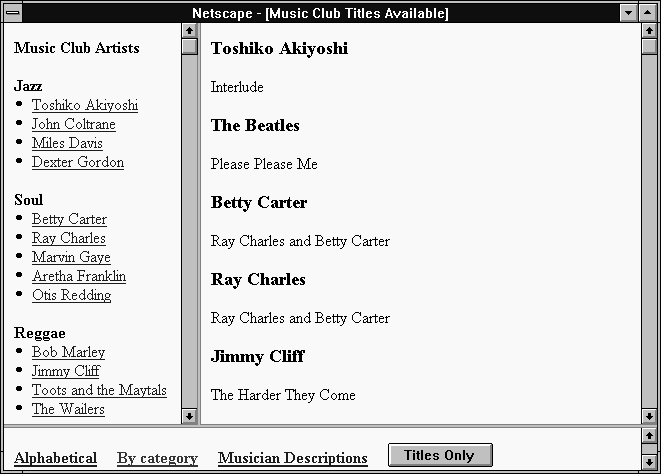 Netscape - [Music Club Titles Available]
Music Club Artists
Jazz
Toshiko Akiyoshi
John Coltrane
Miles Davis
Dexter Gordon
Soul
Betty Carter
Ray Charles
Marvin Gaye
Aretha Franklin
Otis Redding
Reggae
Bob Marley
Jimmy Cliff
Toots and the Maytals
The Wailers
Toshiko Akiyoshi
Interlude
The Beatles
Please Please Me
Betty Carter
Ray Charles and Betty Carter
Ray Charles
Ray Charles and Betty Carter
Jimmy Cliff
The Harder They Come
Alphabetical By category Musician Descriptions Titles Only